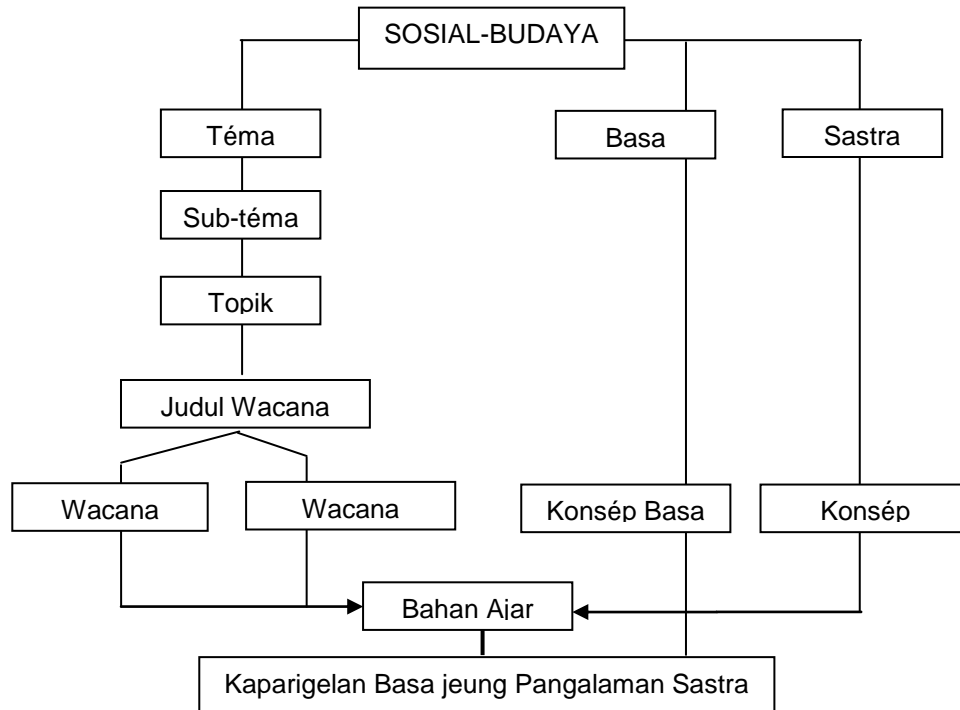 SOSIAL-BUDAYA
Téma
Basa
Sastra
Sub-téma
Topik
Judul Wacana
Wacana
Wacana
Konsép Basa
Konsép
Bahan Ajar
Kaparigelan Basa jeung Pangalaman Sastra